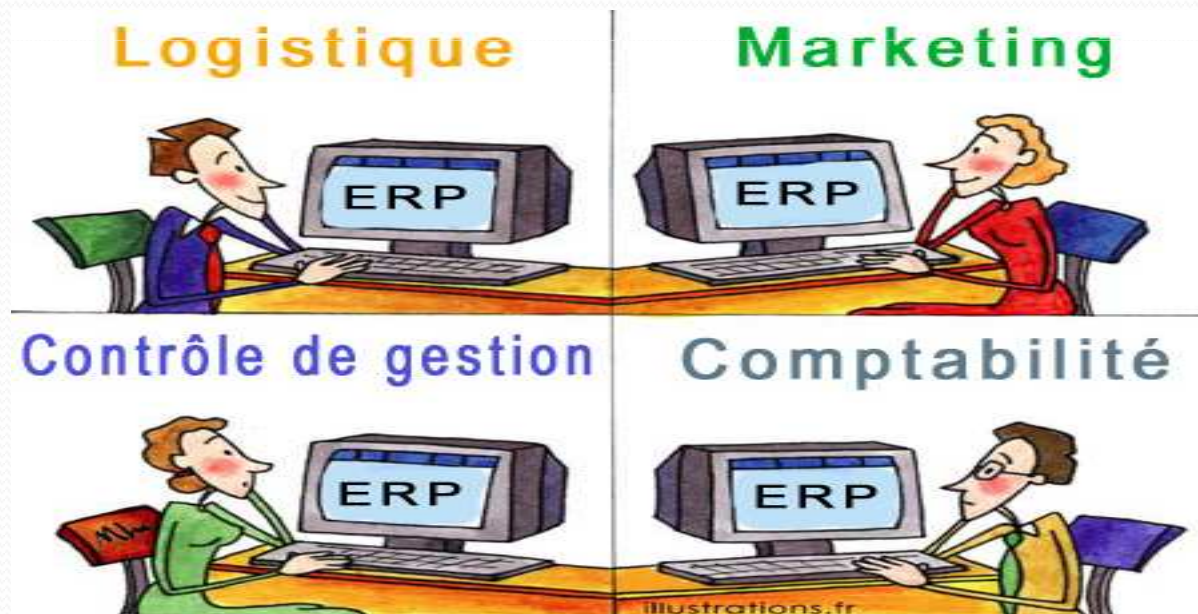 Logistique
Marketing
ERP
ERP
Contrôle de gestion
Comptabilité
ERP
ERP
illustrations.fr